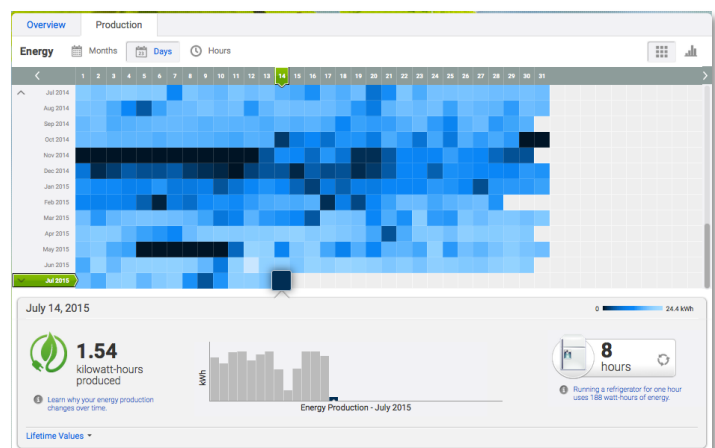 Overview Production
Energy Months Days Hours
1 2 3 4 5 6 7 8 9 10 11 12 13 14 15 16 17 18 19 20 21 22 23 24 25 26 27 28 29 30 31
Jul 2014
Aug 2014
Sep 2014
Oct 2014
Nov 2014
Dec 2014
Jan 2015
Feb 2015
Mar 2015
Apr 2015
May 2015
Jun 2015
Jul 2015
July 14, 2015
0 24.4 kWh
1.54
kilowatt-hours
produced
Learn why your energy production
changes over time.
kWh
Energy Production - July 2015
8
hours
Running a refrigerator for one hour
uses 188 watt-hours of energy.
Lifetime Values